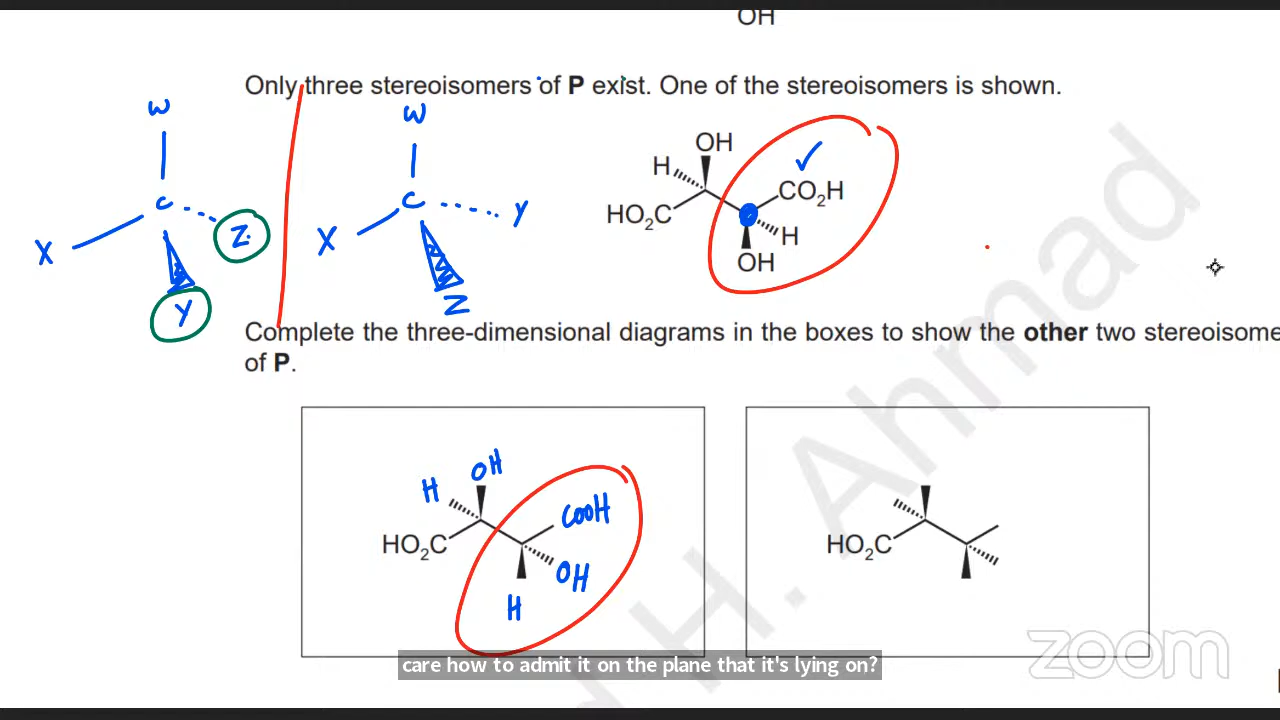 OH
Only three stereoisomers of P exist. One of the stereoisomers is shown.
W
C
X
Z
Y
W
C
X
Y
Z
OH
H
CO₂H
HO₂C
H
OH
Complete the three-dimensional diagrams in the boxes to show the other two stereoisome
of P.
OH
H
COOH
HO₂C
OH
H
HO₂C
H. Ahmad
zoom
care how to admit it on the plane that it's lying on?